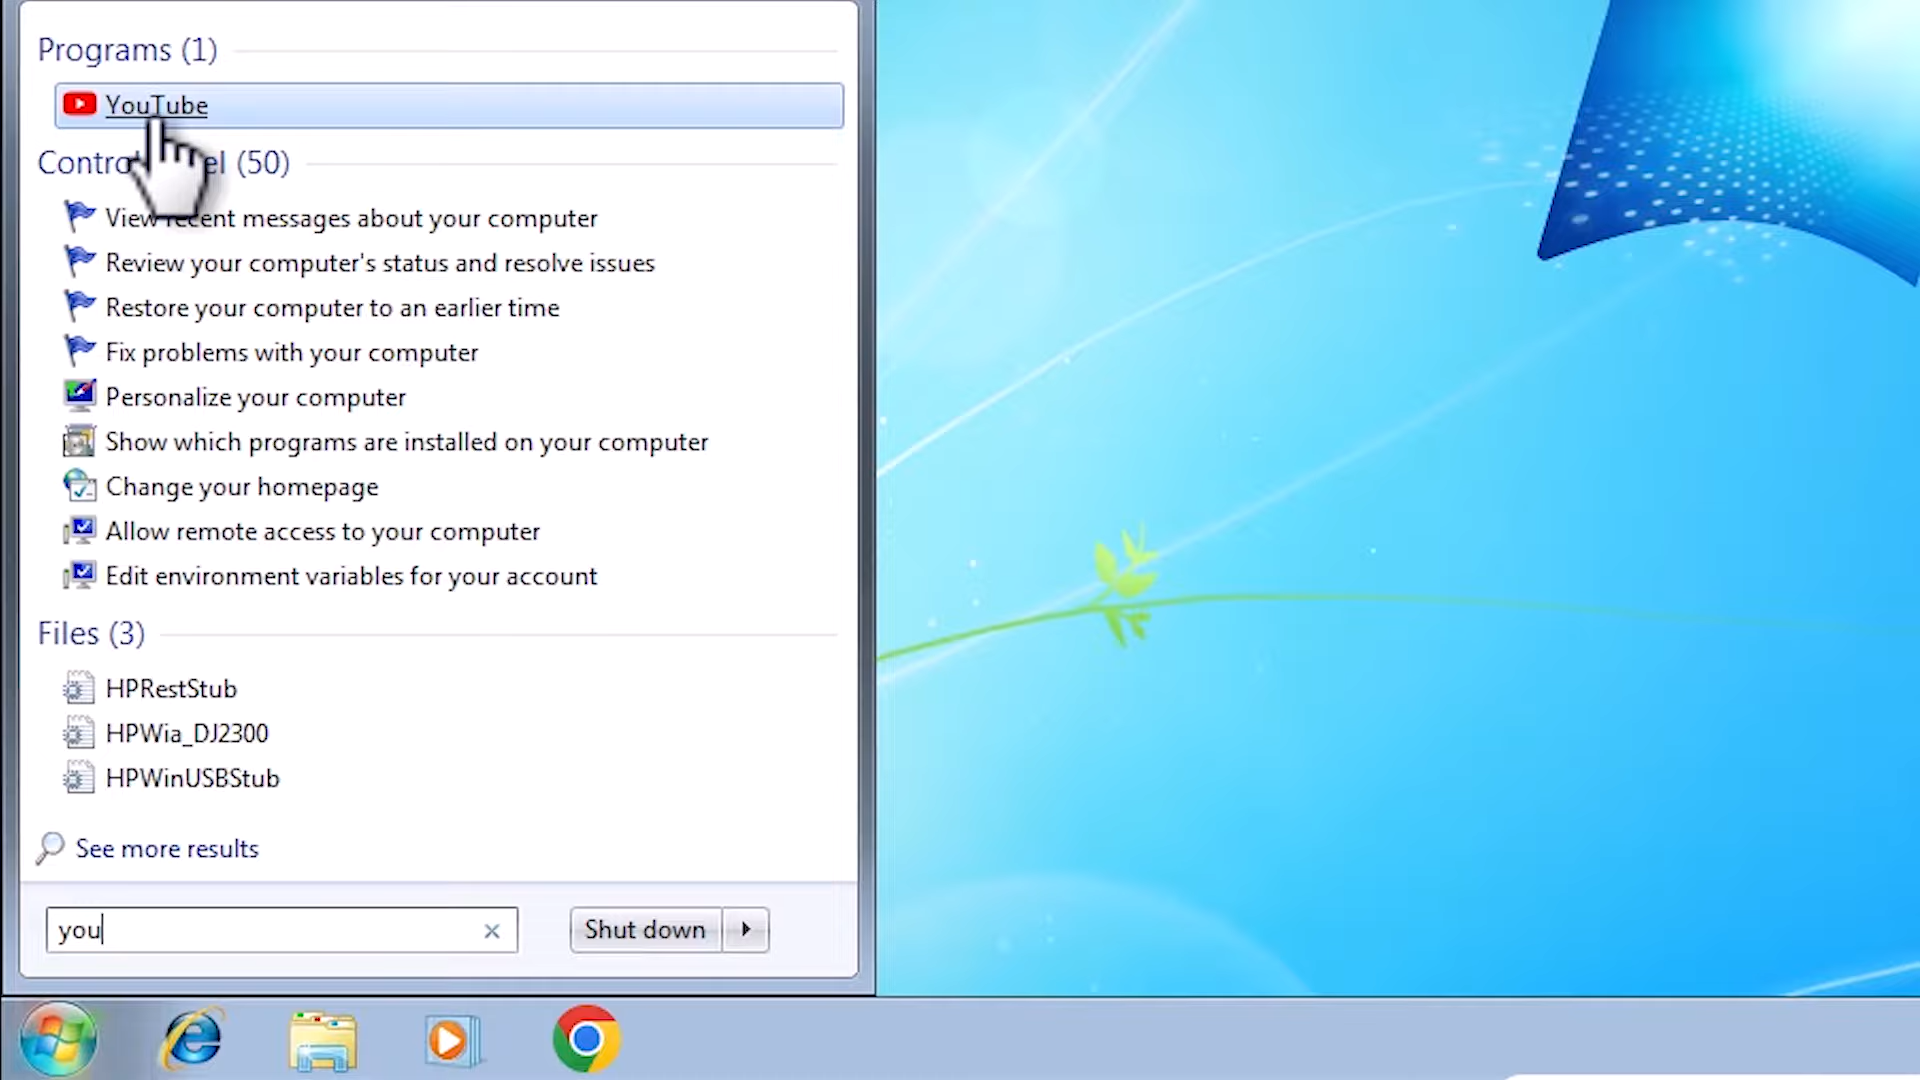 Programs (1)
YouTube
Control Panel (50)
View recent messages about your computer
Review your computer's status and resolve issues
Restore your computer to an earlier time
Fix problems with your computer
Personalize your computer
Show which programs are installed on your computer
Change your homepage
Allow remote access to your computer
Edit environment variables for your account
Files (3)
HPRestStub
HPWia_DJ2300
HPWinUSBStub
See more results
you
Shut down